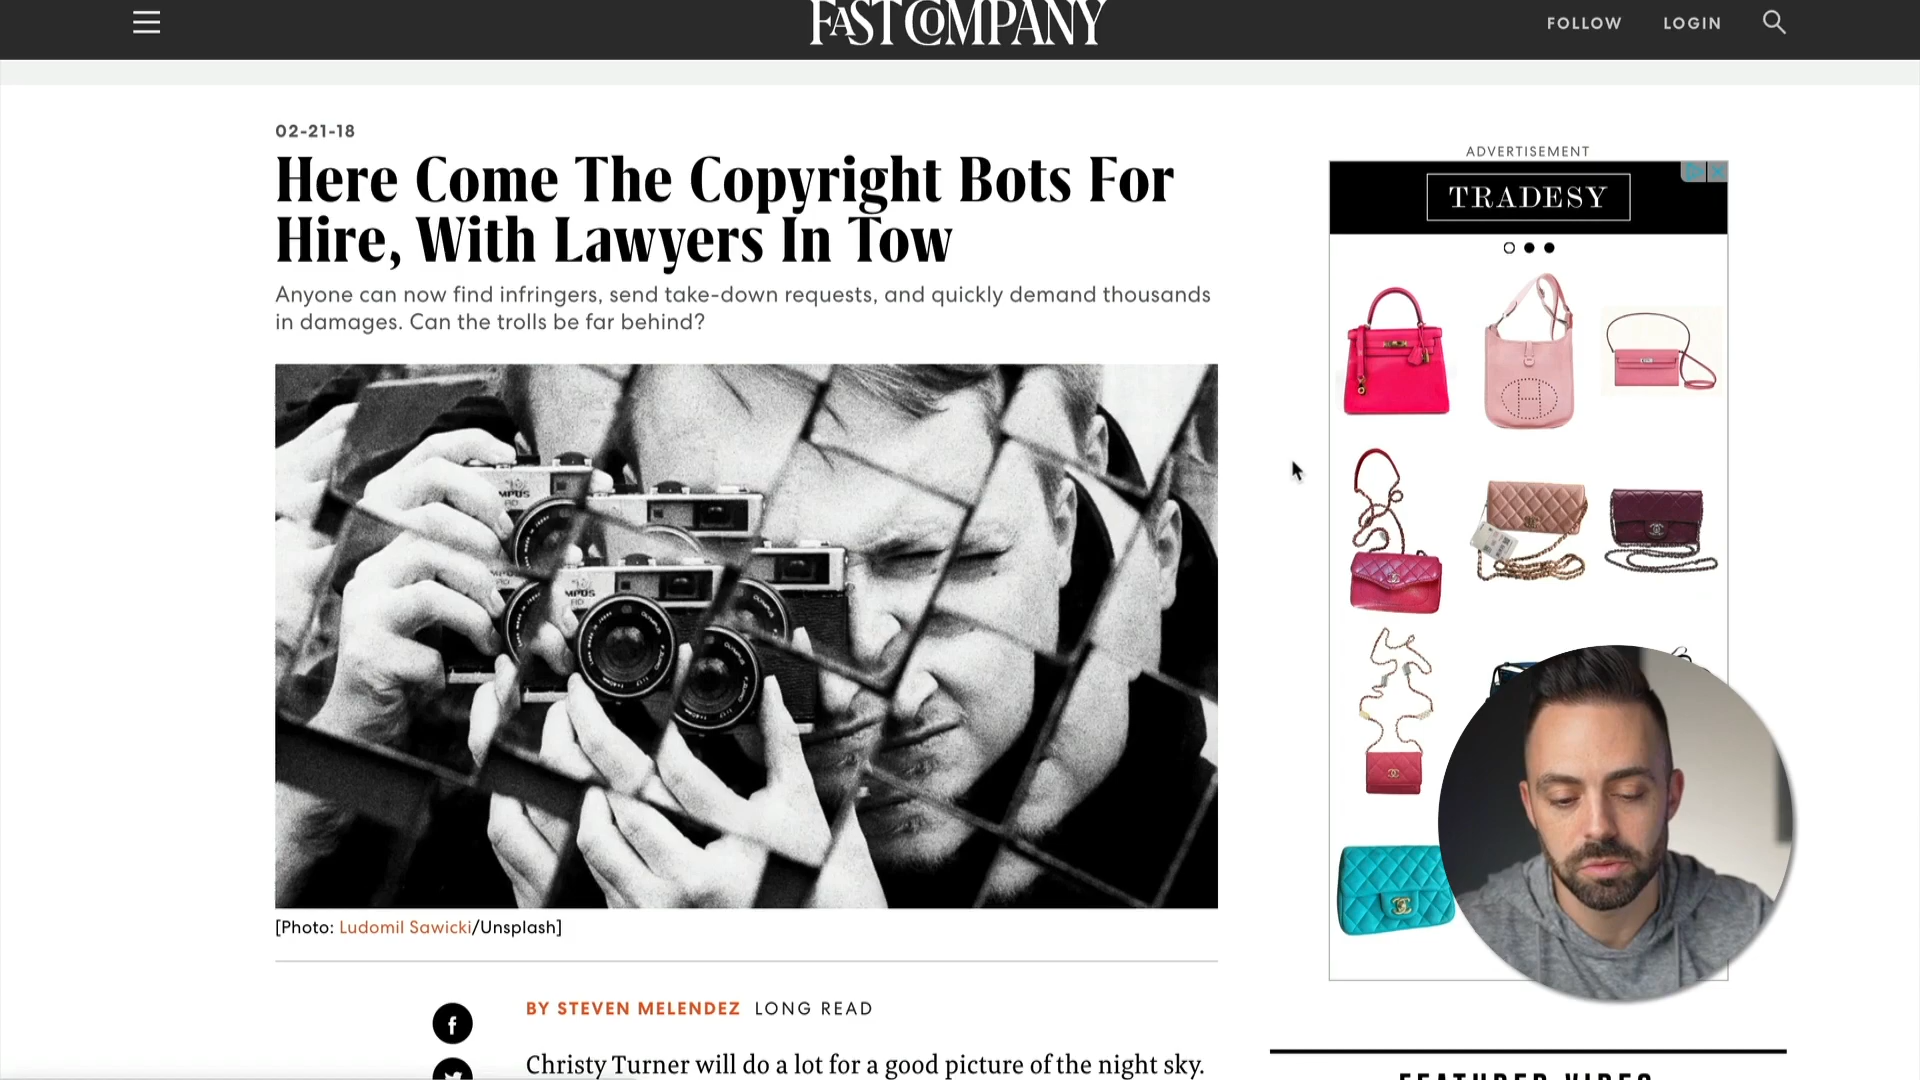 FAST COMPANY
FOLLOW
LOGIN
02-21-18
Here Come The Copyright Bots For
Hire, With Lawyers In Tow
Anyone can now find infringers, send take-down requests, and quickly demand thousands
in damages. Can the trolls be far behind?
[Photo: Ludomil Sawicki/Unsplash]
BY STEVEN MELENDEZ LONG READ
Christy Turner will do a lot for a good picture of the night sky.
ADVERTISEMENT
TRADESY
FEATURED VIDEO